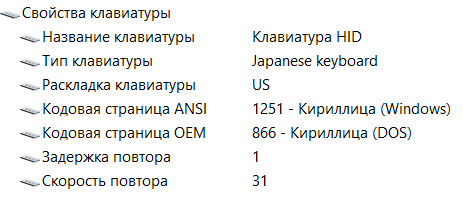 Свойства клавиатуры
Название клавиатуры Клавиатура HID
Тип клавиатуры Japanese keyboard
Раскладка клавиатуры US
Кодовая страница ANSI 1251 - Кириллица (Windows)
Кодовая страница OEM 866 - Кириллица (DOS)
Задержка повтора 1
Скорость повтора 31